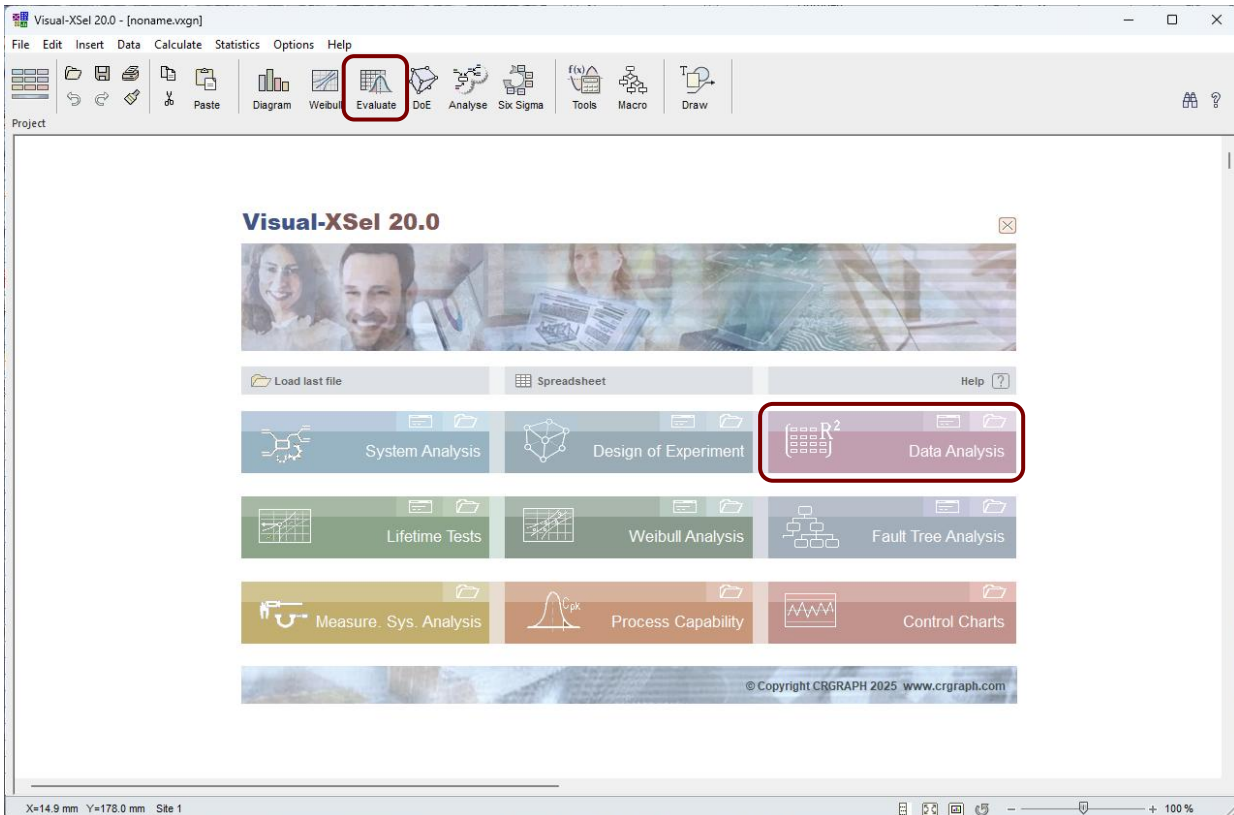 Visual-XSel 20.0 - [noname.vxgn]
File Edit Insert Data Calculate Statistics Options Help
Paste Diagram Weibull Evaluate DoE Analyse Six Sigma f(x) Tools Macro T Draw
Project
Visual-XSel 20.0
Load last file Spreadsheet Help ?
System Analysis Design of Experiment R² Data Analysis
Lifetime Tests Weibull Analysis Fault Tree Analysis
Measure. Sys. Analysis Cpk Process Capability Control Charts
© Copyright CRGRAPH 2025 www.crgraph.com
X=14.9 mm Y=178.0 mm Site 1 100 %